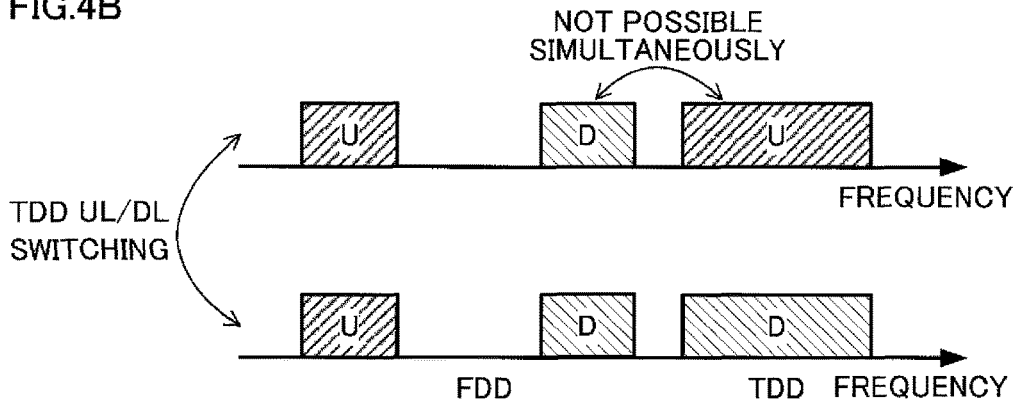 FIG.4B
NOT POSSIBLE
SIMULTANEOUSLY
U D U
FREQUENCY
TDD UL/DL
SWITCHING
U D D
FDD TDD FREQUENCY